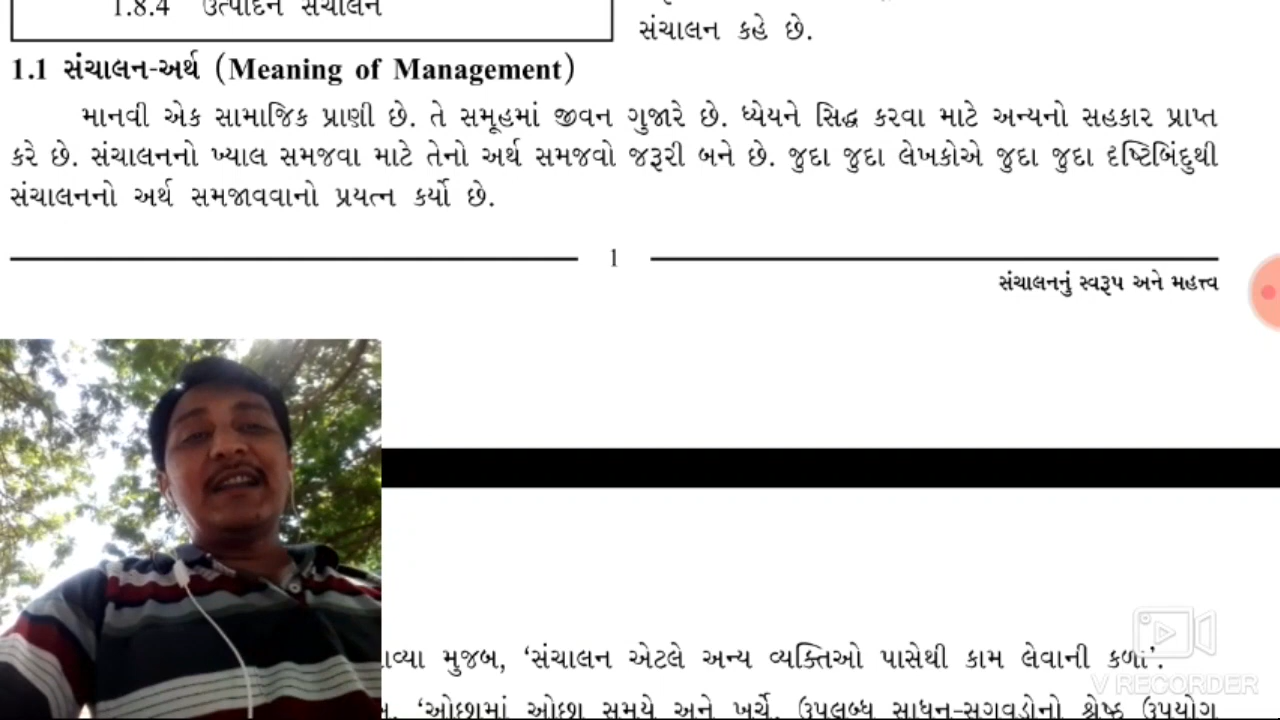 1.8.4 ઉત્પાદન સંચાલન
સંચાલન કહે છે.
1.1 સંચાલન-અર્થ (Meaning of Management)
માનવી એક સામાજિક પ્રાણી છે. તે સમૂહમાં જીવન ગુજારે છે. ધ્યેયને સિદ્ધ કરવા માટે અન્યનો સહકાર પ્રાપ્ત
કરે છે. સંચાલનનો ખ્યાલ સમજવા માટે તેનો અર્થ સમજવો જરૂરી બને છે. જુદા જુદા લેખકોએ જુદા જુદા દૃષ્ટિબિંદુથી
સંચાલનનો અર્થ સમજાવવાનો પ્રયત્ન કર્યો છે.
1
સંચાલનનું સ્વરૂપ અને મહત્ત્વ
મુજબ, ‘સંચાલન એટલે અન્ય વ્યક્તિઓ પાસેથી કામ લેવાની કળા’.
‘ઓછામાં ઓછા સમયે અને ખર્ચે, ઉપલબ્ધ સાધન-સગવડોનો શ્રેષ્ઠ ઉપયોગ
V RECORDER